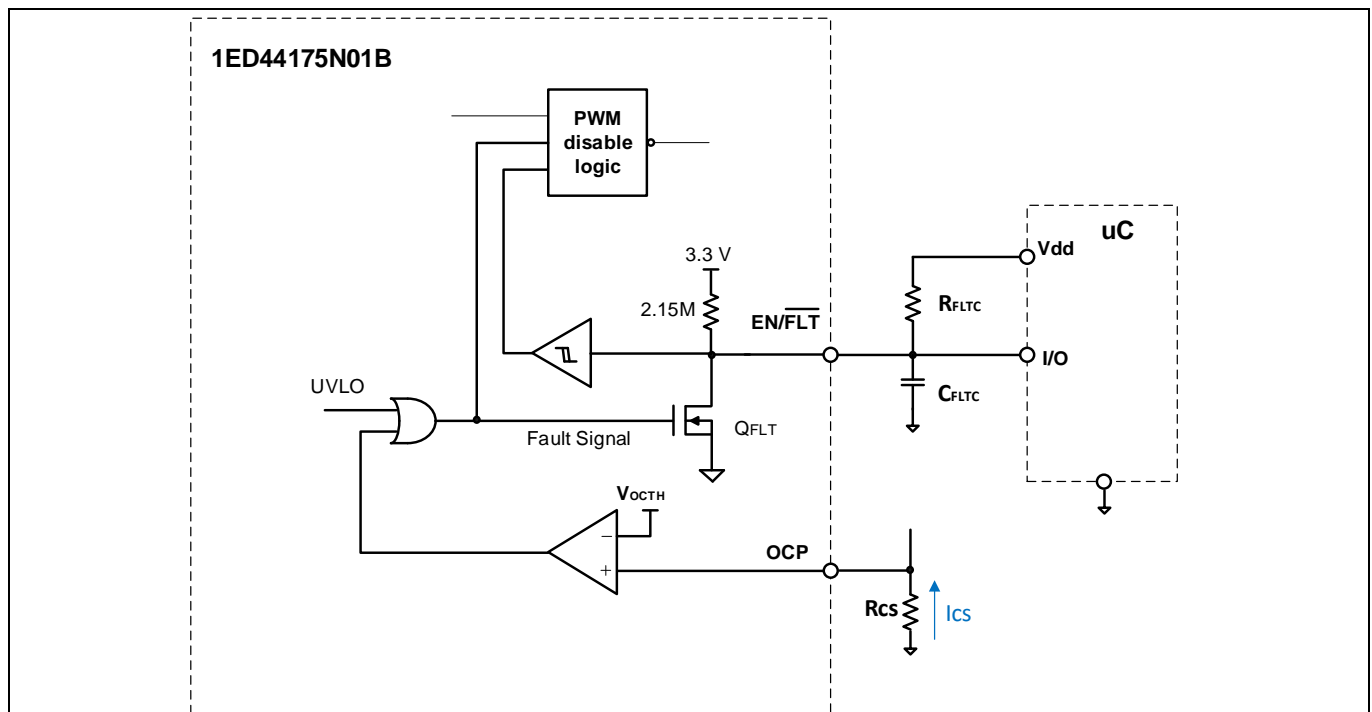 1ED44175N01B
PWM
disable
logic
uC
Vdd
3.3 V
2.15M
EN/FLT
RFLTC
I/O
CFLTC
UVLO
Fault Signal
QFLT
VOCTH
−
+
OCP
Rcs
Ics